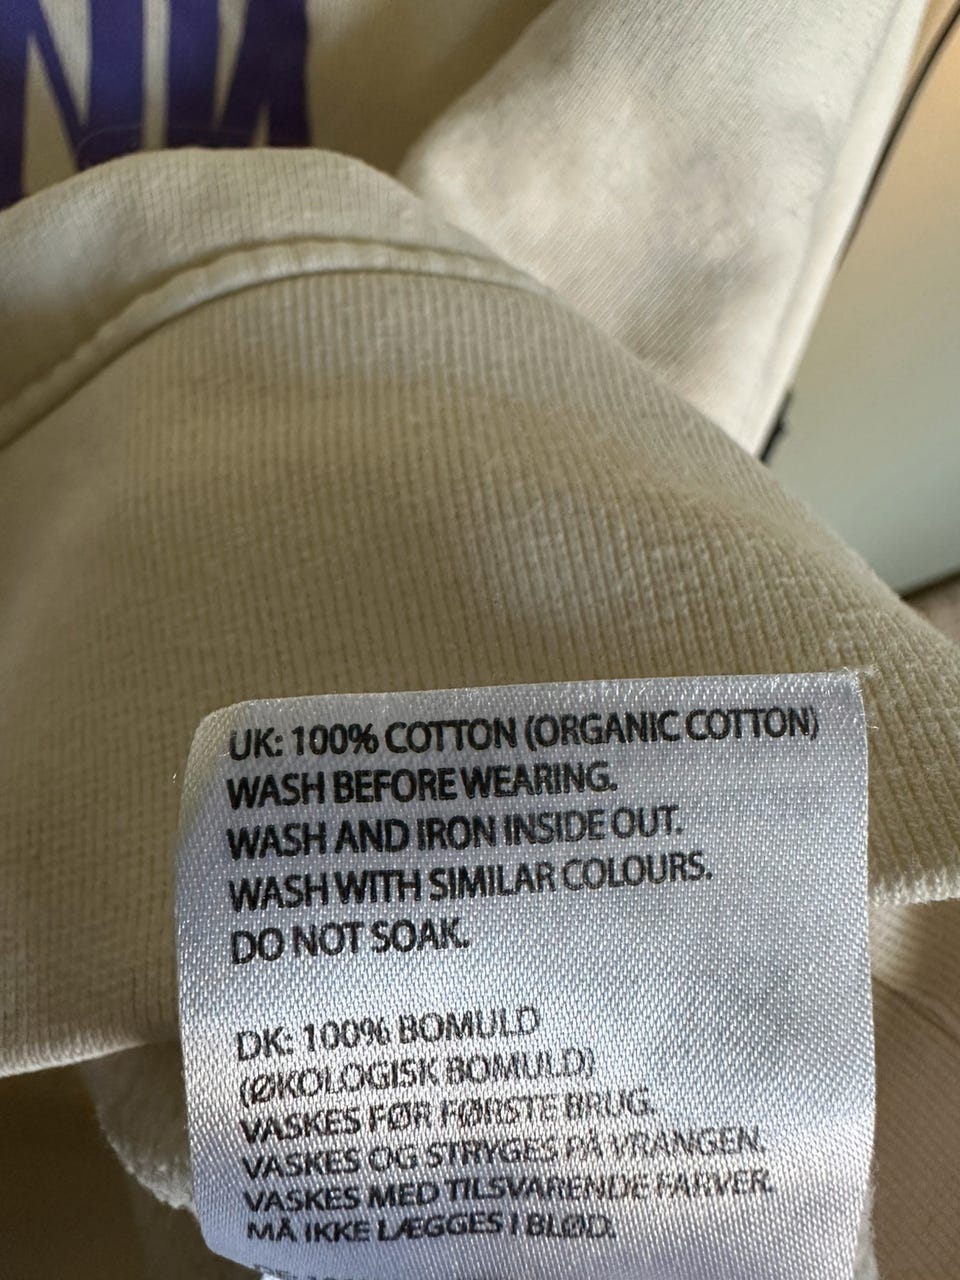 UK: 100% COTTON (ORGANIC COTTON)
WASH BEFORE WEARING.
WASH AND IRON INSIDE OUT.
WASH WITH SIMILAR COLOURS.
DO NOT SOAK.
DK: 100% BOMULD
(ØKOLOGISK BOMULD)
VASKES FØR FØRSTE BRUG.
VASKES OG STRYGES PÅ VRANGEN.
VASKES MED TILSVARENDE FARVER.
MÅ IKKE LÆGGES I BLØD.